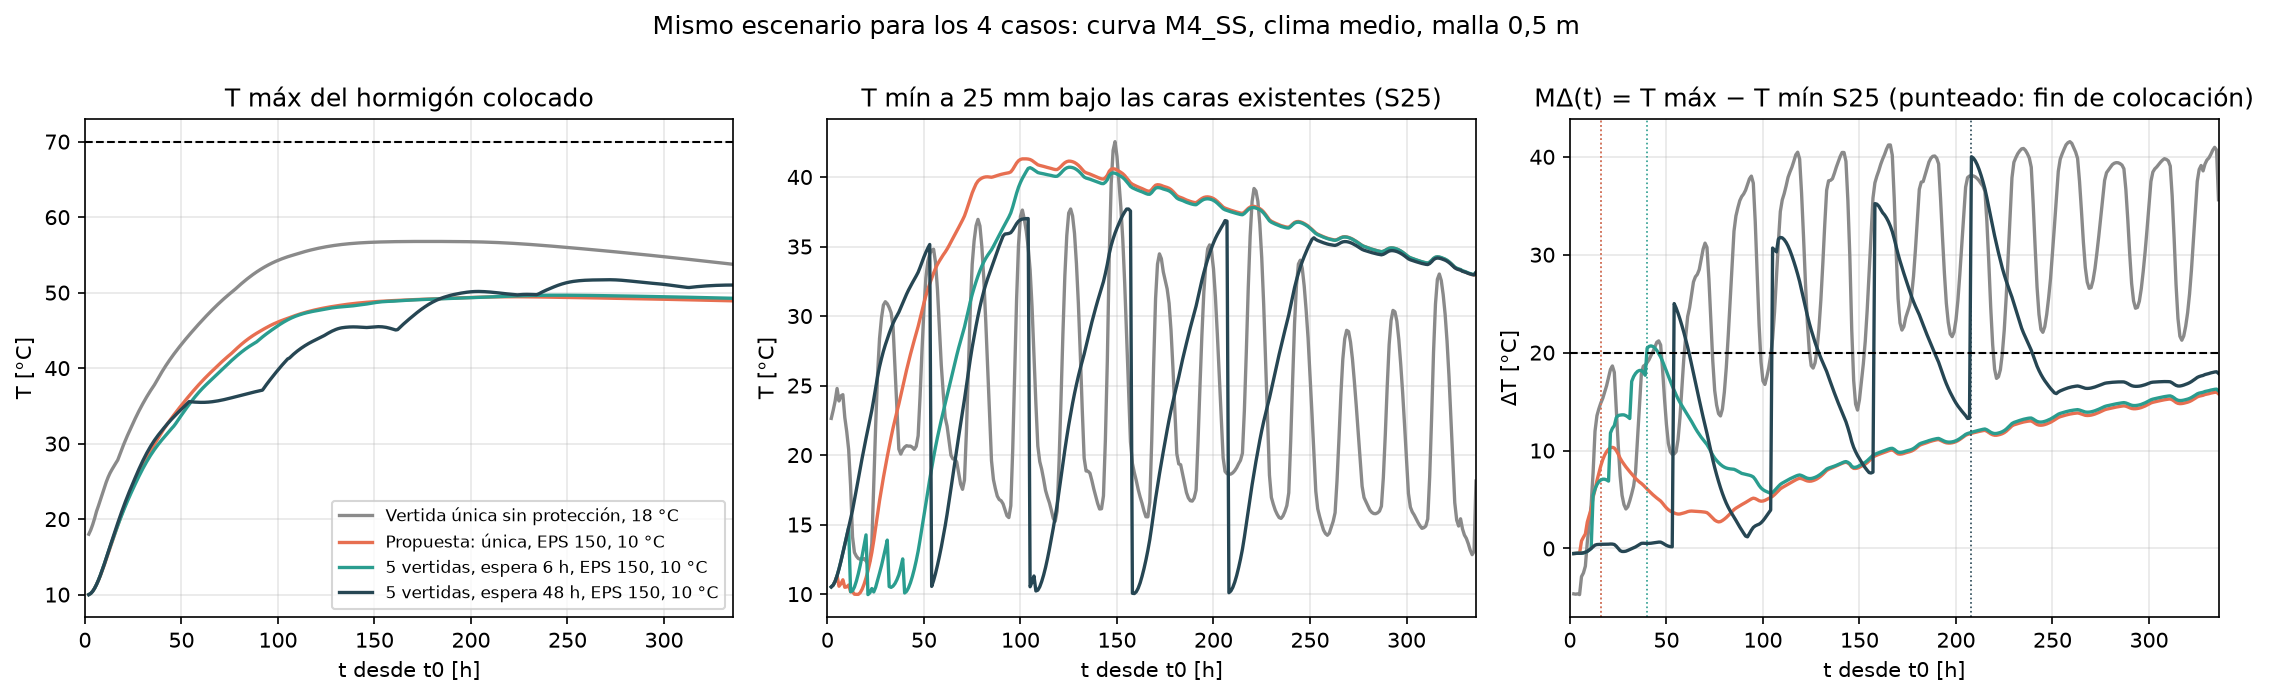 Mismo escenario para los 4 casos: curva M4_SS, clima medio, malla 0,5 m
T máx del hormigón colocado
T [°C]
70
60
50
40
30
20
10
0
50
100
150
200
250
300
t desde t0 [h]
Vertida única sin protección, 18 °C
Propuesta: única, EPS 150, 10 °C
5 vertidas, espera 6 h, EPS 150, 10 °C
5 vertidas, espera 48 h, EPS 150, 10 °C
T mín a 25 mm bajo las caras existentes (S25)
T [°C]
40
35
30
25
20
15
10
0
50
100
150
200
250
300
t desde t0 [h]
MΔ(t) = T máx − T mín S25 (punteado: fin de colocación)
ΔT [°C]
40
30
20
10
0
0
50
100
150
200
250
300
t desde t0 [h]